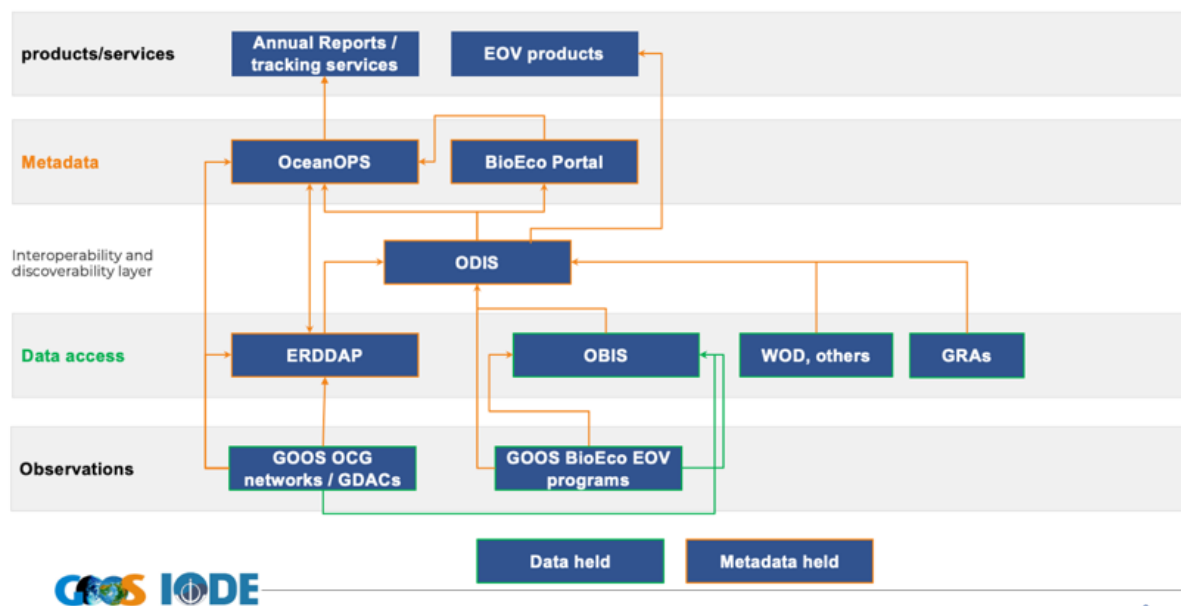 products/services
Annual Reports /
tracking services
EOV products
Metadata
OceanOPS
BioEco Portal
Interoperability and
discoverability layer
ODIS
Data access
ERDDAP
OBIS
WOD, others
GRAs
Observations
GOOS OCG
networks / GDACs
GOOS BioEco EOV
programs
Data held
Metadata held
GOOS IODE